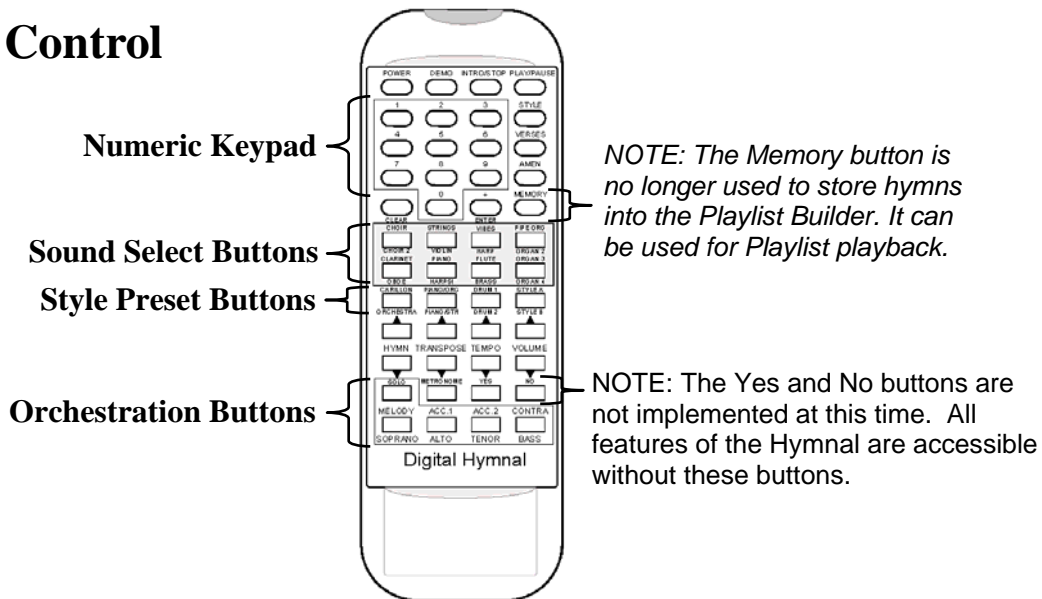 Control
POWER DEMO INTRO/STOP PLAY/PAUSE
1 2 3 STYLE
4 5 6 VERSES
7 8 9 AMEN
0 + MEMORY
CLEAR ENTER
CHOIR STRINGS VIBES PIPE ORG
CHOIR 2 VIOLIN HARP ORGAN 2
CLARINET PIANO FLUTE ORGAN 3
OBOE HARPSI BRASS ORGAN 4
CARILLON PIANO/ORG DRUM 1 STYLE A
ORCHESTRA PIANO/STR DRUM 2 STYLE B
HYMN TRANSPOSE TEMPO VOLUME
SOLO METRONOME YES NO
MELODY ACC.1 ACC.2 CONTRA
SOPRANO ALTO TENOR BASS
Digital Hymnal
Numeric Keypad
Sound Select Buttons
Style Preset Buttons
Orchestration Buttons
NOTE: The Memory button is
no longer used to store hymns
into the Playlist Builder. It can
be used for Playlist playback.
NOTE: The Yes and No buttons are
not implemented at this time. All
features of the Hymnal are accessible
without these buttons.